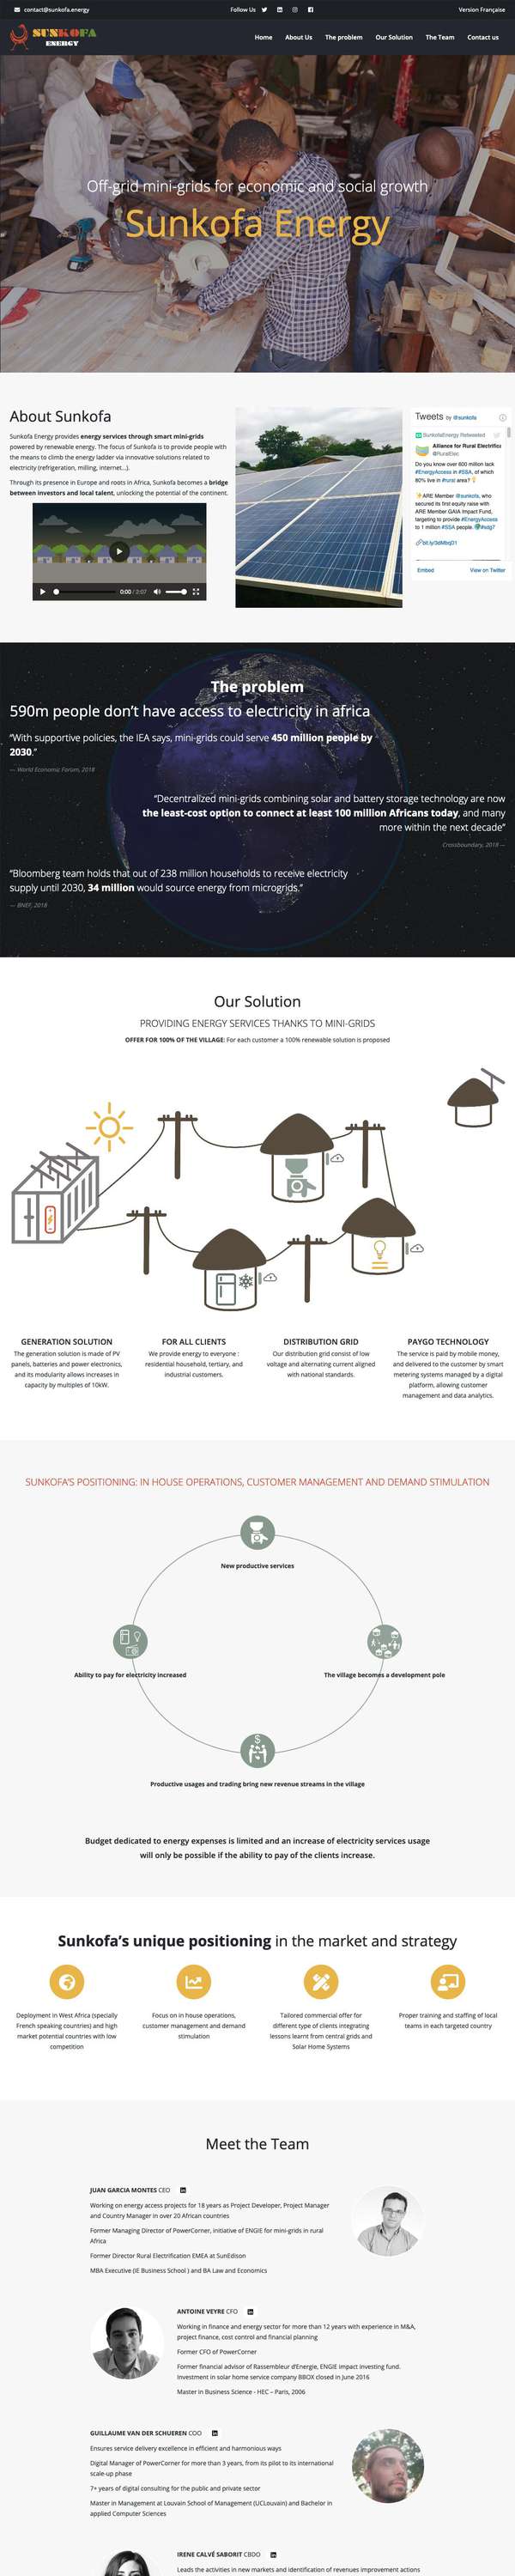 contact@sunkofa.energy
Follow Us
Version Française
SUNKOFA
ENERGY
Home About Us The problem Our Solution The Team Contact us
Off-grid mini-grids for economic and social growth
Sunkofa Energy
About Sunkofa
Sunkofa Energy provides energy services through smart mini-grids
powered by renewable energy. The focus of Sunkofa is to provide people with
the means to climb the energy ladder via innovative solutions related to
electricity (refrigeration, milling, internet...).
Through its presence in Europe and roots in Africa, Sunkofa becomes a bridge
between investors and local talent, unlocking the potential of the continent.
0:00 / 2:07
Tweets by @sunkofa
SunkofaEnergy Retweeted
Alliance for Rural Electrifica
@RuralElec
Do you know over 600 million lack
#EnergyAccess in #SSA, of which
80% live in #rural area?
ARE Member @sunkofa, who
secured its first equity raise with
ARE Member GAIA Impact Fund,
targeting to provide #EnergyAccess
to 1 million #SSA people. #sdg7
Embed
View on Twitter
The problem
590m people don't have access to electricity in africa
"With supportive policies, the IEA says, mini-grids could serve 450 million people by
2030."
— World Economic Forum, 2018
"Decentralized mini-grids combining solar and battery storage technology are now
the least-cost option to connect at least 100 million Africans today, and many
more within the next decade"
Crossboundary, 2018 —
"Bloomberg team holds that out of 238 million households to receive electricity
supply until 2030, 34 million would source energy from microgrids."
— BNEF, 2018
Our Solution
PROVIDING ENERGY SERVICES THANKS TO MINI-GRIDS
OFFER FOR 100% OF THE VILLAGE: For each customer a 100% renewable solution is proposed
GENERATION SOLUTION
The generation solution is made of PV
panels, batteries and power electronics,
and its modularity allows increases in
capacity by multiples of 10kW.
FOR ALL CLIENTS
We provide energy to everyone :
residential household, tertiary, and
industrial customers.
DISTRIBUTION GRID
Our distribution grid consist of low
voltage and alternating current aligned
with national standards.
PAYGO TECHNOLOGY
The service is paid by mobile money,
and delivered to the customer by smart
metering systems managed by a digital
platform, allowing customer
management and data analytics.
SUNKOFA'S POSITIONING: IN HOUSE OPERATIONS, CUSTOMER MANAGEMENT AND DEMAND STIMULATION
New productive services
Ability to pay for electricity increased
The village becomes a development pole
$
Productive usages and trading bring new revenue streams in the village
Budget dedicated to energy expenses is limited and an increase of electricity services usage
will only be possible if the ability to pay of the clients increase.
Sunkofa's unique positioning in the market and strategy
Deployment in West Africa (specially
French speaking countries) and high
market potential countries with low
competition
Focus on in house operations,
customer management and demand
stimulation
Tailored commercial offer for
different type of clients integrating
lessons learnt from central grids and
Solar Home Systems
Proper training and staffing of local
teams in each targeted country
Meet the Team
JUAN GARCIA MONTES CEO
Working on energy access projects for 18 years as Project Developer, Project Manager
and Country Manager in over 20 African countries
Former Managing Director of PowerCorner, initiative of ENGIE for mini-grids in rural
Africa
Former Director Rural Electrification EMEA at SunEdison
MBA Executive (IE Business School ) and BA Law and Economics
ANTOINE VEYRE CFO
Working in finance and energy sector for more than 12 years with experience in M&A,
project finance, cost control and financial planning
Former CFO of PowerCorner
Former financial advisor of Rassembleur d'Energie, ENGIE impact investing fund.
Investment in solar home service company BBOX closed in June 2016
Master in Business Science - HEC – Paris, 2006
GUILLAUME VAN DER SCHUEREN COO
Ensures service delivery excellence in efficient and harmonious ways
Digital Manager of PowerCorner for more than 3 years, from its pilot to its international
scale-up phase
7+ years of digital consulting for the public and private sector
Master in Management at Louvain School of Management (UCLouvain) and Bachelor in
applied Computer Sciences
IRENE CALVÉ SABORIT CBDO
Leads the activities in new markets and identification of revenues improvement actions